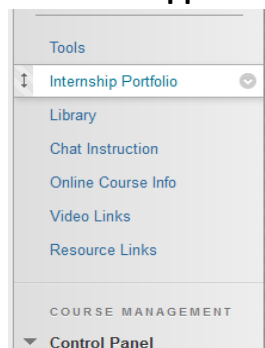 Tools
Internship Portfolio
Library
Chat Instruction
Online Course Info
Video Links
Resource Links
COURSE MANAGEMENT
Control Panel